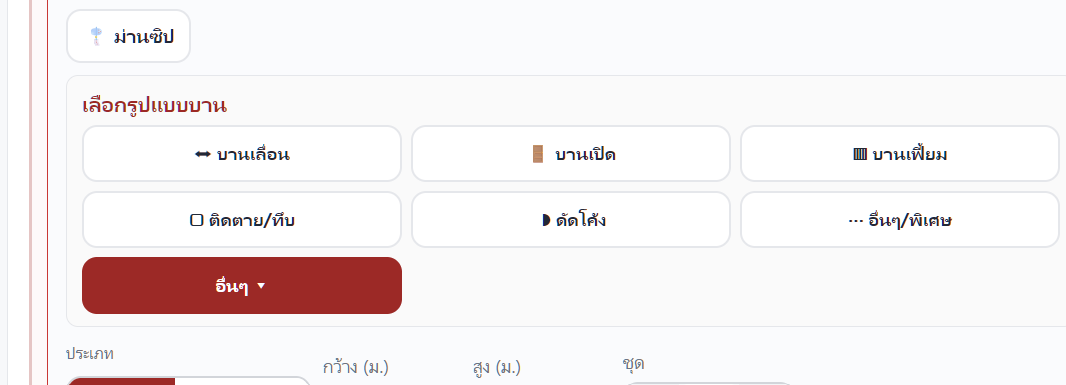 ม่านซิป
เลือกรูปแบบบาน
บานเลื่อน บานเปิด บานเฟี้ยม
ติดตาย/ทึบ ดัดโค้ง ... อื่นๆ/พิเศษ
อื่นๆ
ประเภท กว้าง (ม.) สูง (ม.) ชุด